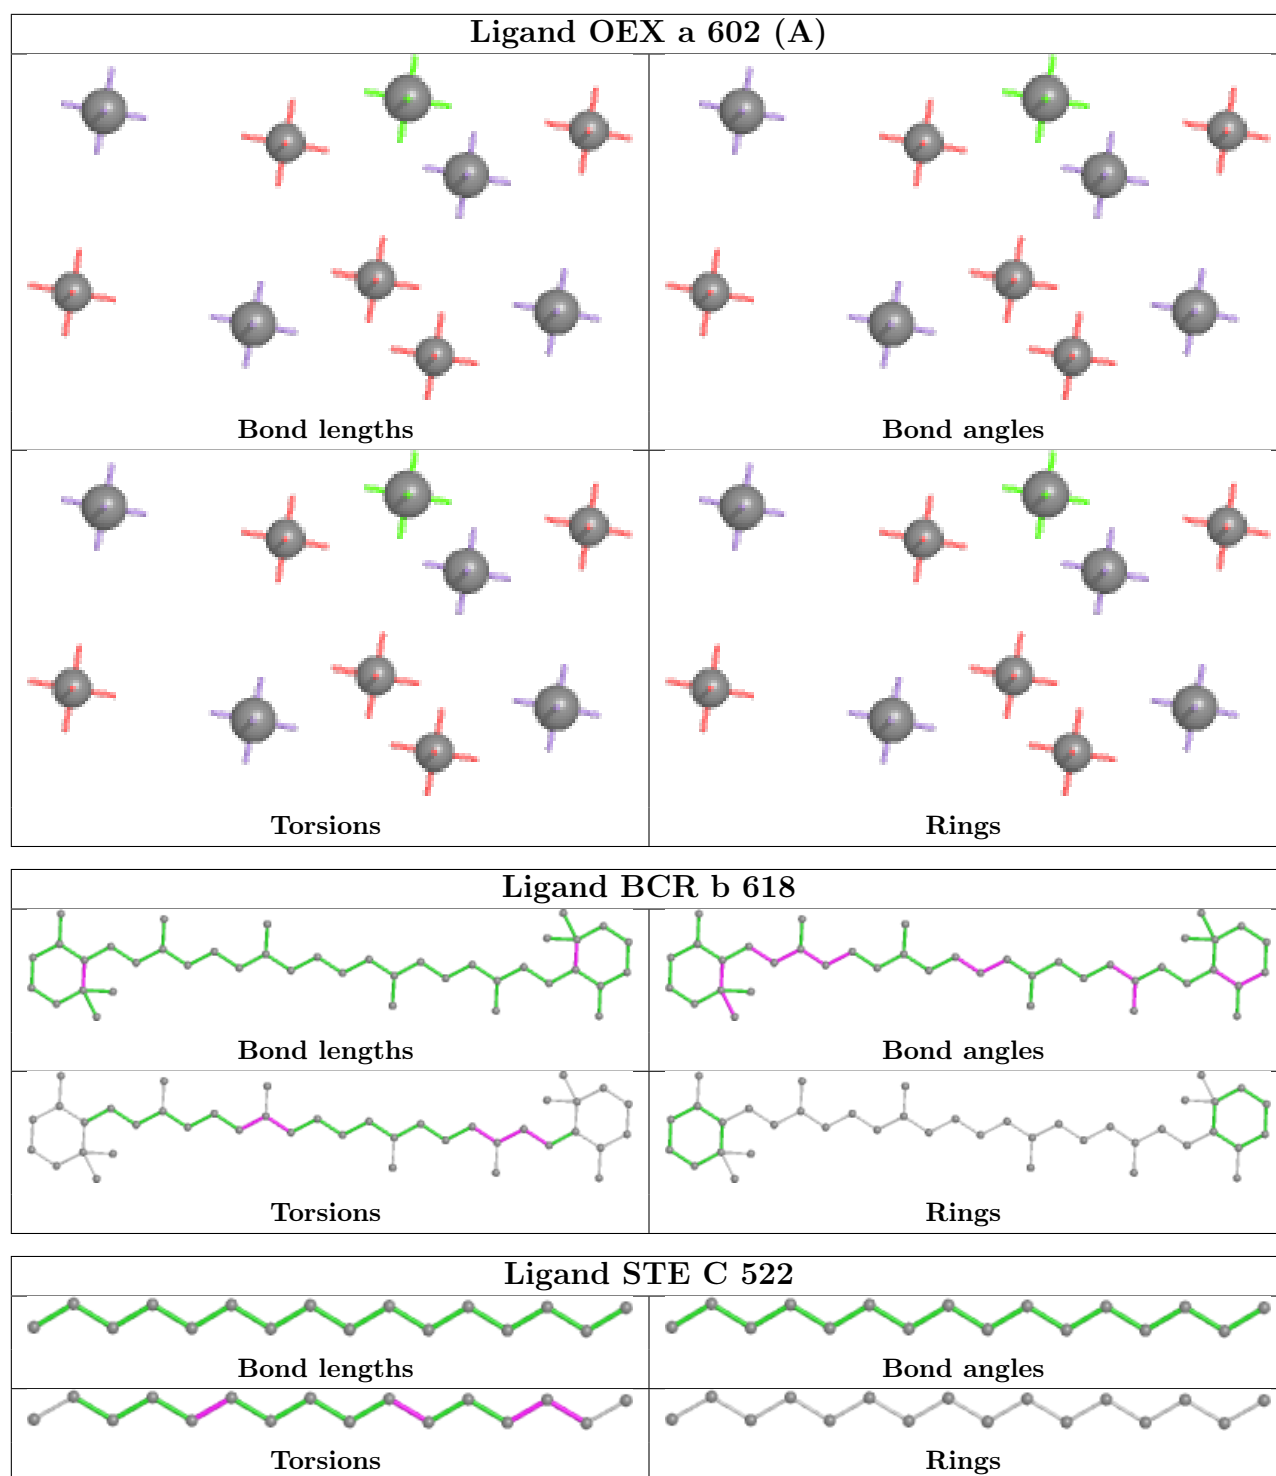 Ligand OEX a 602 (A)
Bond lengths
Bond angles
Torsions
Rings
Ligand BCR b 618
Bond lengths
Bond angles
Torsions
Rings
Ligand STE C 522
Bond lengths
Bond angles
Torsions
Rings